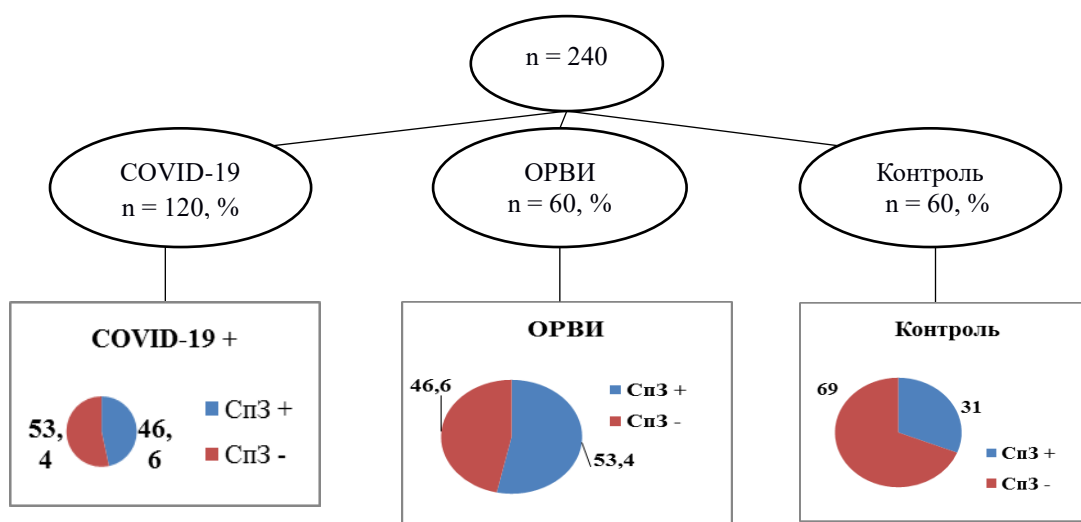 n = 240
COVID-19
n = 120, %
ОРВИ
n = 60, %
Контроль
n = 60, %
COVID-19 +
53,
4
46,
6
СпЗ +
СпЗ -
ОРВИ
46,6
53,4
СпЗ +
СпЗ -
Контроль
69
31
СпЗ +
СпЗ -